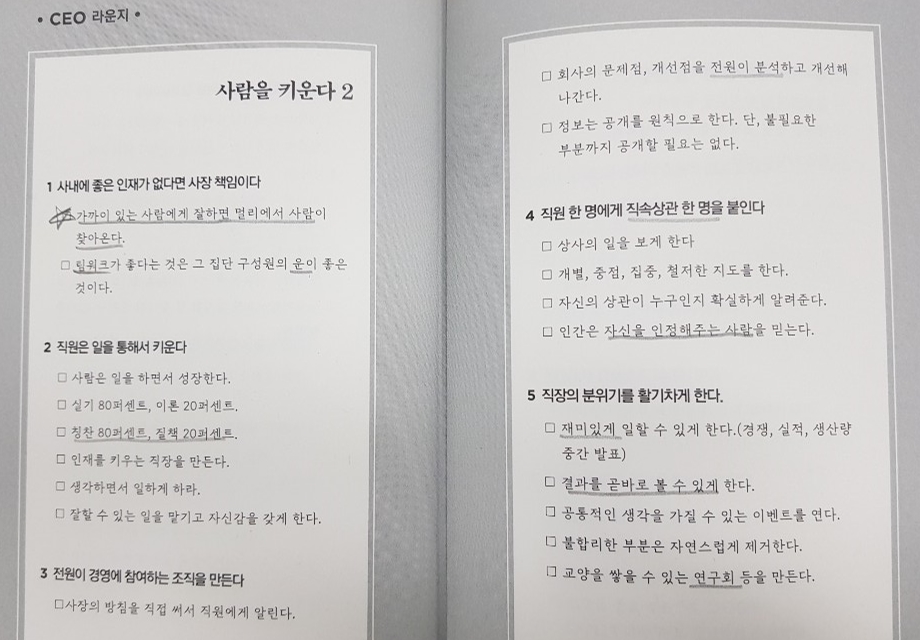 • CEO 라운지 •
사람을 키운다 2
1 사내에 좋은 인재가 없다면 사장 책임이다
가까이 있는 사람에게 잘하면 멀리에서 사람이
찾아온다.
□ 팀워크가 좋다는 것은 그 집단 구성원의 운이 좋은
것이다.
2 직원은 일을 통해서 키운다
□ 사람은 일을 하면서 성장한다.
□ 실기 80퍼센트, 이론 20퍼센트.
□ 칭찬 80퍼센트, 질책 20퍼센트.
□ 인재를 키우는 직장을 만든다.
□ 생각하면서 일하게 하라.
□ 잘할 수 있는 일을 맡기고 자신감을 갖게 한다.
3 전원이 경영에 참여하는 조직을 만든다
□사장의 방침을 직접 써서 직원에게 알린다.
□ 회사의 문제점, 개선점을 전원이 분석하고 개선해
나간다.
□ 정보는 공개를 원칙으로 한다. 단, 불필요한
부분까지 공개할 필요는 없다.
4 직원 한 명에게 직속상관 한 명을 붙인다
□ 상사의 일을 보게 한다
□ 개별, 중점, 집중, 철저한 지도를 한다.
□ 자신의 상관이 누구인지 확실하게 알려준다.
□ 인간은 자신을 인정해주는 사람을 믿는다.
5 직장의 분위기를 활기차게 한다.
□ 재미있게 일할 수 있게 한다.(경쟁, 실적, 생산량
중간 발표)
□ 결과를 곧바로 볼 수 있게 한다.
□ 공통적인 생각을 가질 수 있는 이벤트를 연다.
□ 불합리한 부분은 자연스럽게 제거한다.
□ 교양을 쌓을 수 있는 연구회 등을 만든다.